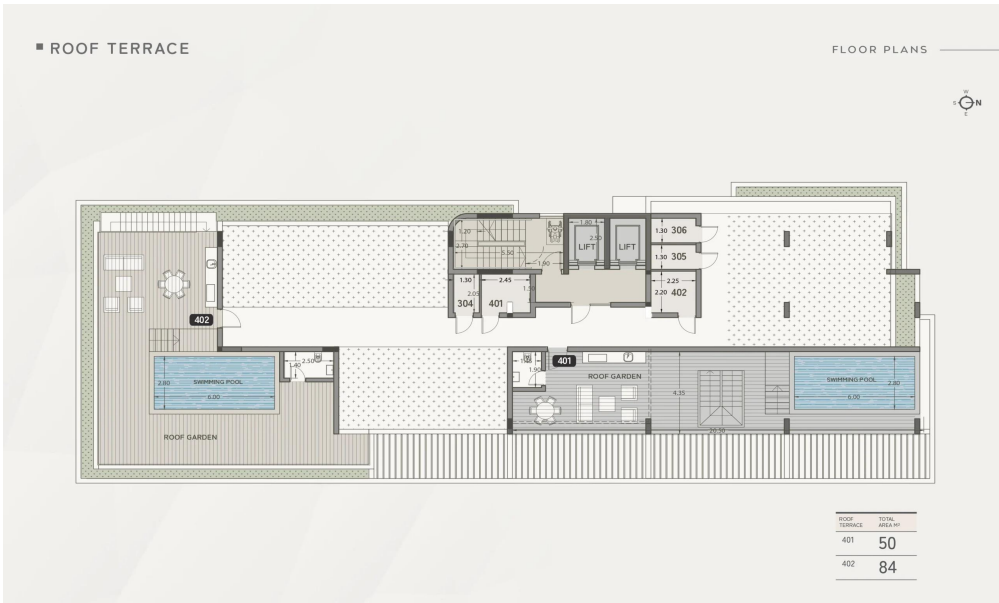 ROOF TERRACE
FLOOR PLANS
W
S N
E
1.20
2.70
5.50
1.90
1.80
2.50
LIFT
LIFT
1.30 306
1.30 305
2.25
2.20 402
1.30
2.05
304
2.45
401
402
2.50
1.40
SWIMMING POOL
2.80
6.00
ROOF GARDEN
1.90
401
ROOF GARDEN
4.35
20.50
SWIMMING POOL
2.80
6.00
ROOF TERRACE
TOTAL AREA M²
401 50
402 84